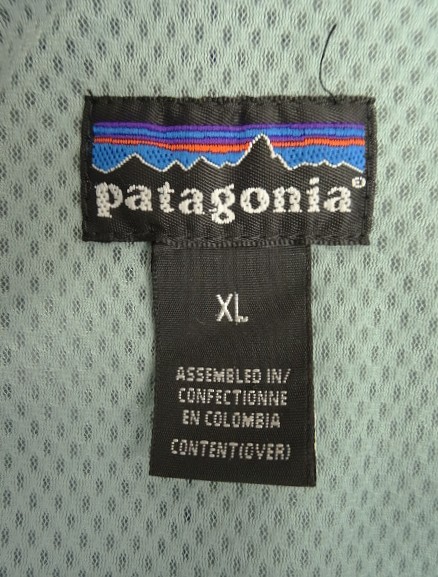 patagonia®
XL
ASSEMBLED IN/
CONFECTIONNE
EN COLOMBIA
CONTENT(OVER)